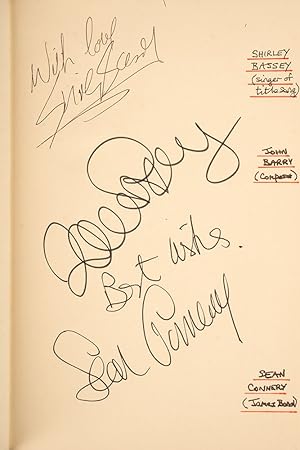 With love
Shirley Bassey
SHIRLEY
BASSEY
(singer of
title song)
John Barry
JOHN
BARRY
(Composer)
Best wishes.
Sean Connery
SEAN
CONNERY
(James Bond)